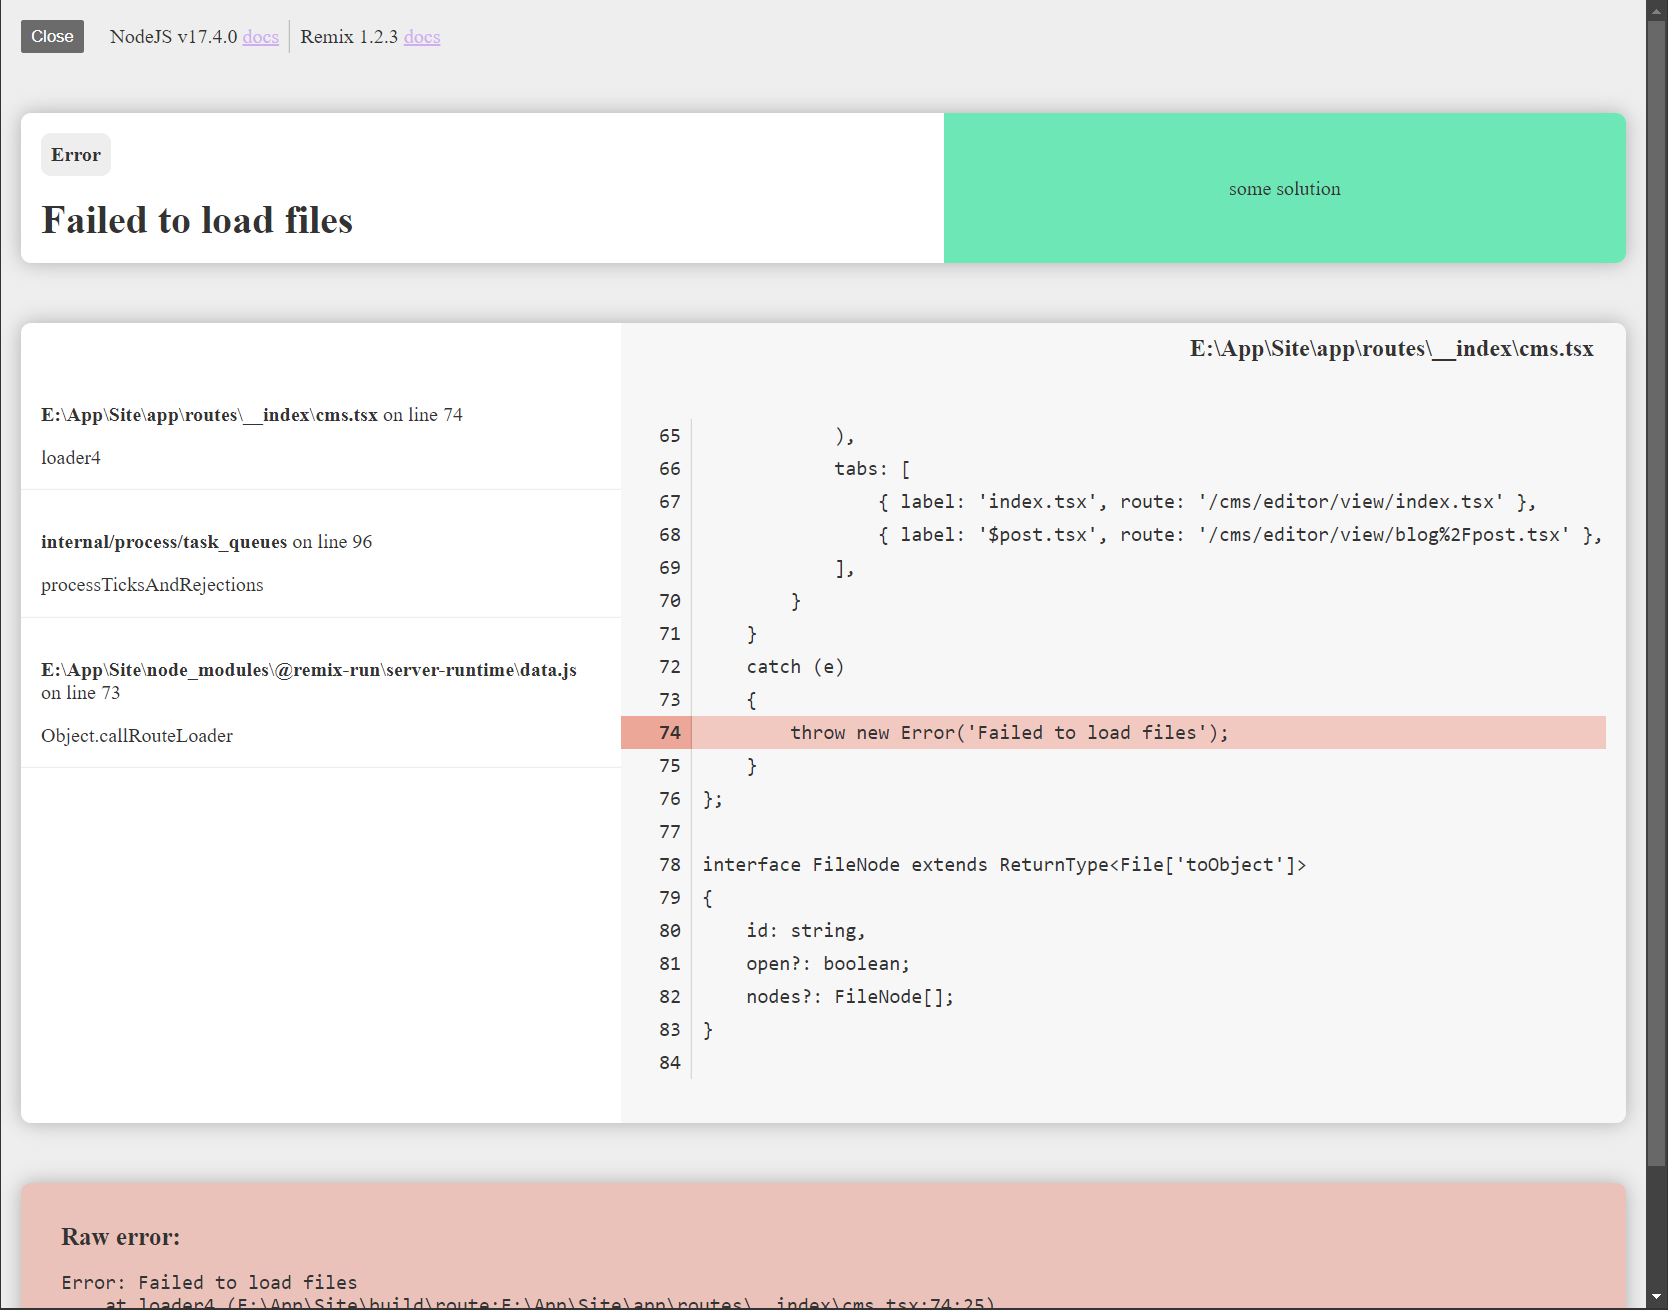 Close NodeJS v17.4.0 docs Remix 1.2.3 docs
Error
Failed to load files
some solution
E:\App\Site\app\routes\__index\cms.tsx on line 74
loader4
internal/process/task_queues on line 96
processTicksAndRejections
E:\App\Site\node_modules\@remix-run\server-runtime\data.js
on line 73
Object.callRouteLoader
E:\App\Site\app\routes\__index\cms.tsx
65             ),
66             tabs: [
67                 { label: 'index.tsx', route: '/cms/editor/view/index.tsx' },
68                 { label: '$post.tsx', route: '/cms/editor/view/blog%2Fpost.tsx' },
69             ],
70         }
71     }
72     catch (e)
73     {
74         throw new Error('Failed to load files');
75     }
76 };
77
78 interface FileNode extends ReturnType<File['toObject']>
79 {
80     id: string,
81     open?: boolean;
82     nodes?: FileNode[];
83 }
84
Raw error:
Error: Failed to load files
    at loader4 (E:\App\Site\build\route:E:\App\Site\app\routes\__index\cms.tsx:74:25)